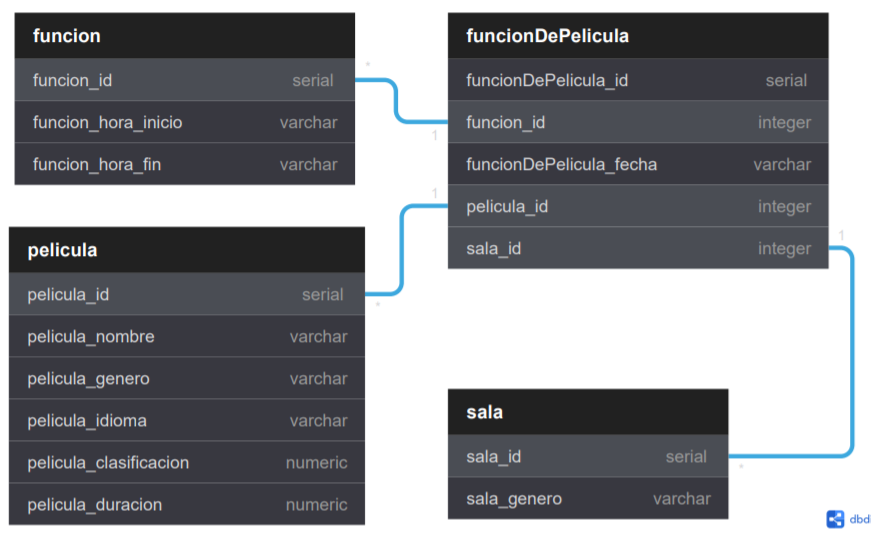 funcion
funcion_id serial
funcion_hora_inicio varchar
funcion_hora_fin varchar
*
1
funcionDePelicula
funcionDePelicula_id serial
funcion_id integer
funcionDePelicula_fecha varchar
pelicula_id integer
sala_id integer
1
1
*
pelicula
pelicula_id serial
pelicula_nombre varchar
pelicula_genero varchar
pelicula_idioma varchar
pelicula_clasificacion numeric
pelicula_duracion numeric
sala
sala_id serial
sala_genero varchar
*
dbdi